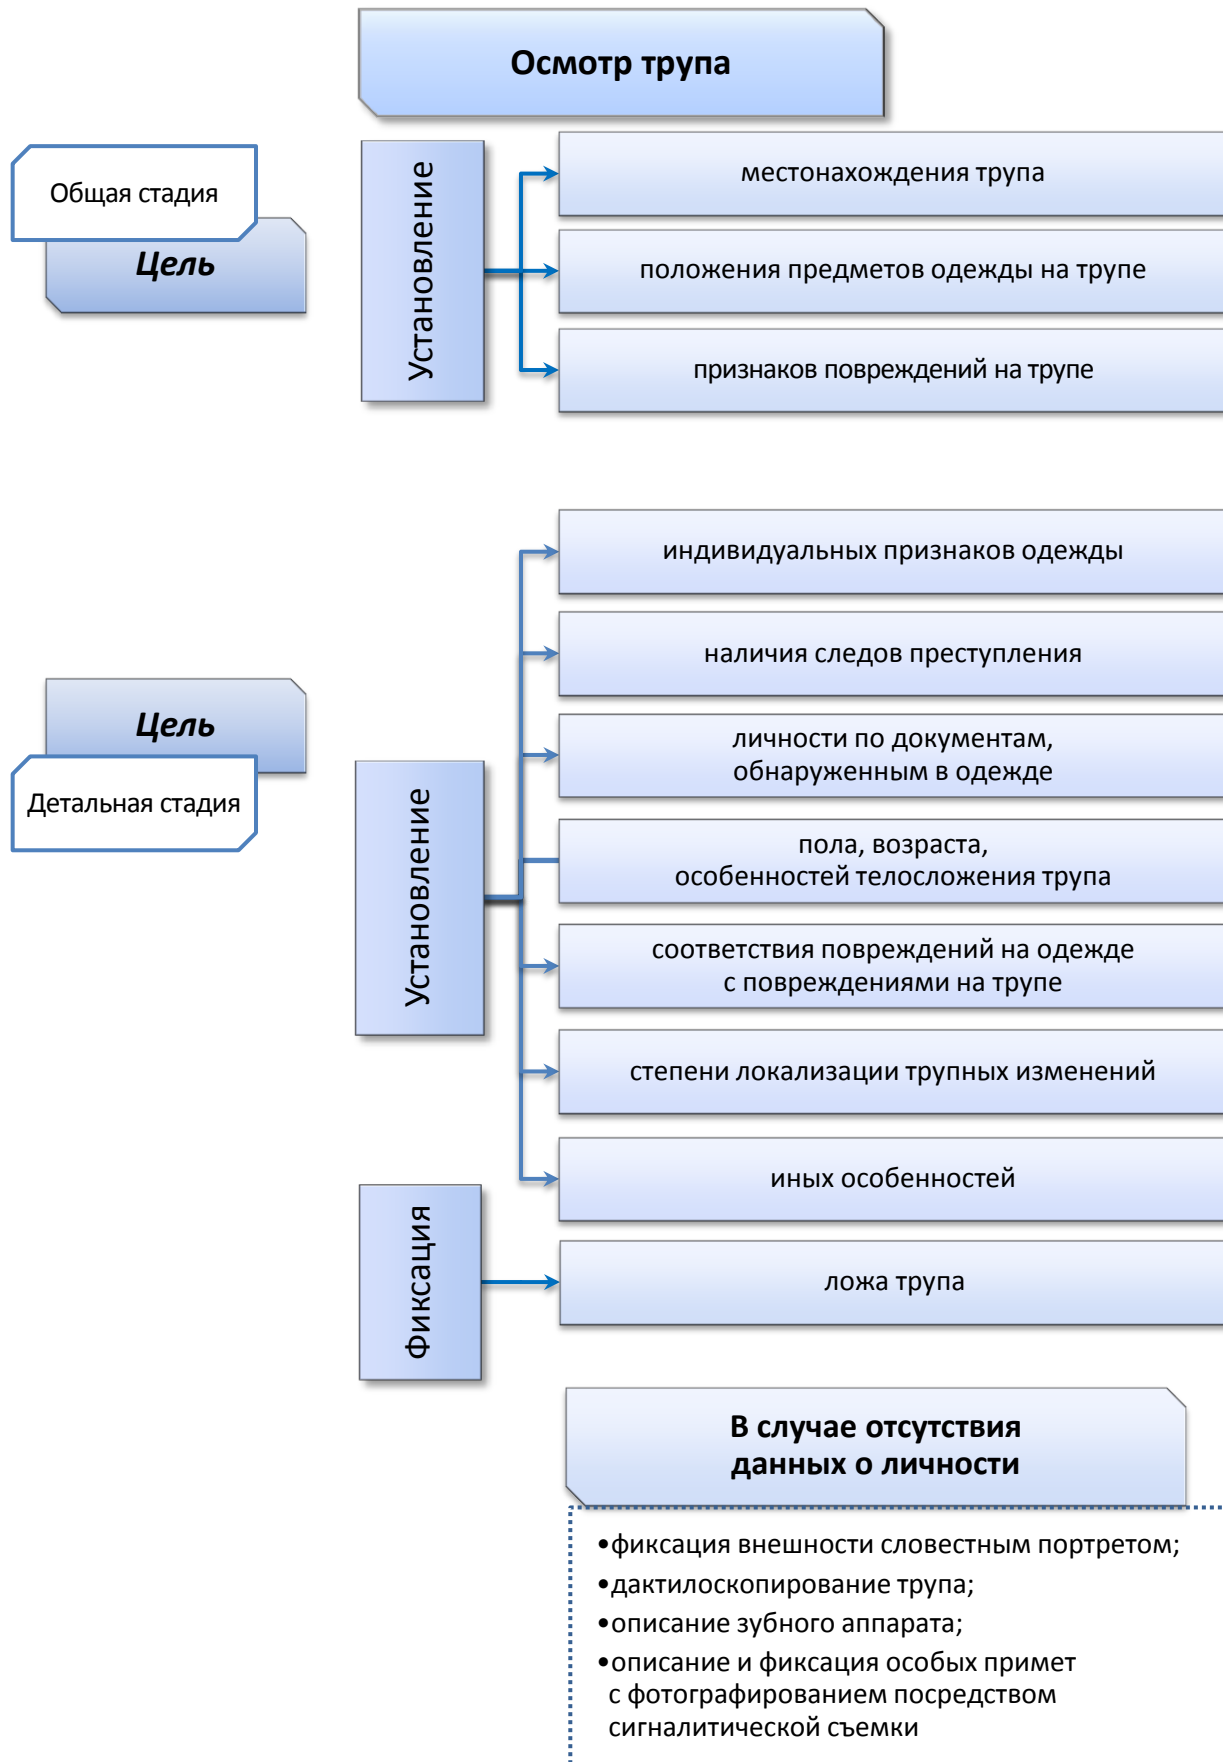 Осмотр трупа
Общая стадия
Цель
Установление
местонахождения трупа
положения предметов одежды на трупе
признаков повреждений на трупе
Цель
Детальная стадия
Установление
индивидуальных признаков одежды
наличия следов преступления
личности по документам,
обнаруженным в одежде
пола, возраста,
особенностей телосложения трупа
соответствия повреждений на одежде
с повреждениями на трупе
степени локализации трупных изменений
иных особенностей
Фиксация
ложа трупа
В случае отсутствия
данных о личности
•фиксация внешности словестным портретом;
•дактилоскопирование трупа;
•описание зубного аппарата;
•описание и фиксация особых примет
с фотографированием посредством
сигналитической съемки